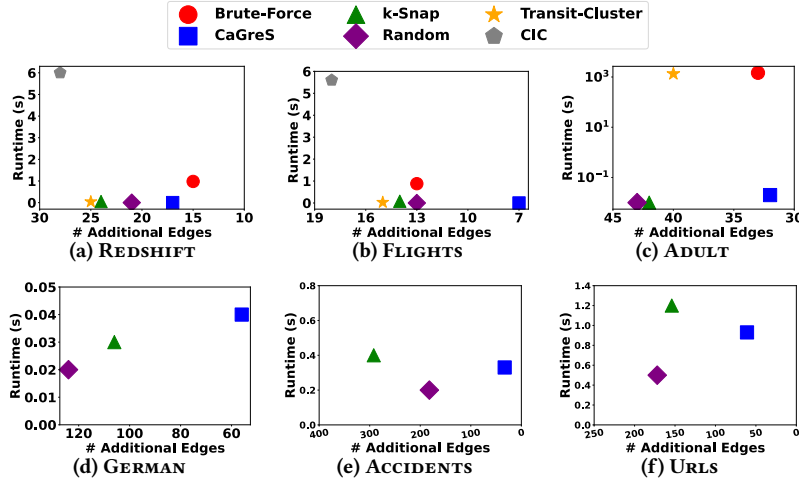 Brute-Force k-Snap Transit-Cluster
CaGreS Random CIC
Runtime (s)
6
5
4
3
2
1
0
30 25 20 15 10
# Additional Edges
(a) REDSHIFT
Runtime (s)
6
5
4
3
2
1
0
19 16 13 10 7
# Additional Edges
(b) FLIGHTS
Runtime (s)
10³
10¹
10⁻¹
45 40 35 30
# Additional Edges
(c) ADULT
Runtime (s)
0.05
0.04
0.03
0.02
0.01
0.00
120 100 80 60
# Additional Edges
(d) GERMAN
Runtime (s)
0.8
0.6
0.4
0.2
0.0
400 300 200 100 0
# Additional Edges
(e) ACCIDENTS
Runtime (s)
1.4
1.2
1.0
0.8
0.6
0.4
0.2
0.0
250 200 150 100 50 0
# Additional Edges
(f) URLS